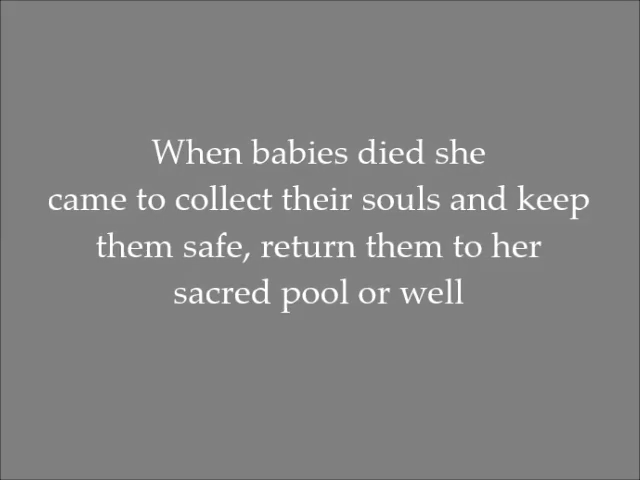 When babies died she
came to collect their souls and keep
them safe, return them to her
sacred pool or well